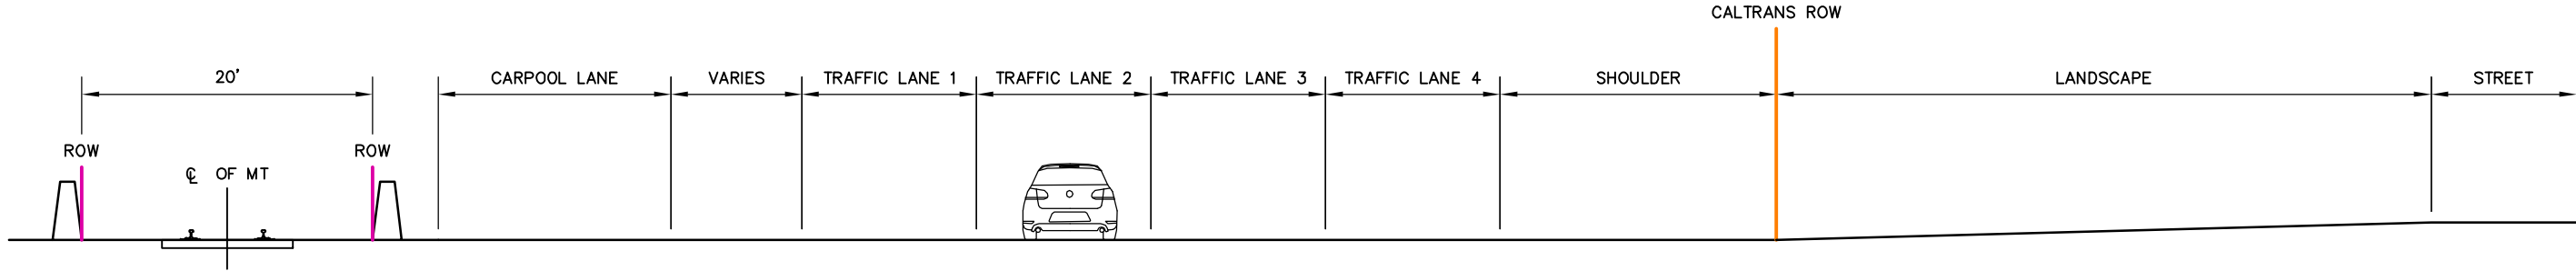 CALTRANS ROW
20'
CARPOOL LANE
VARIES
TRAFFIC LANE 1
TRAFFIC LANE 2
TRAFFIC LANE 3
TRAFFIC LANE 4
SHOULDER
LANDSCAPE
STREET
ROW
ROW
℄ OF MT